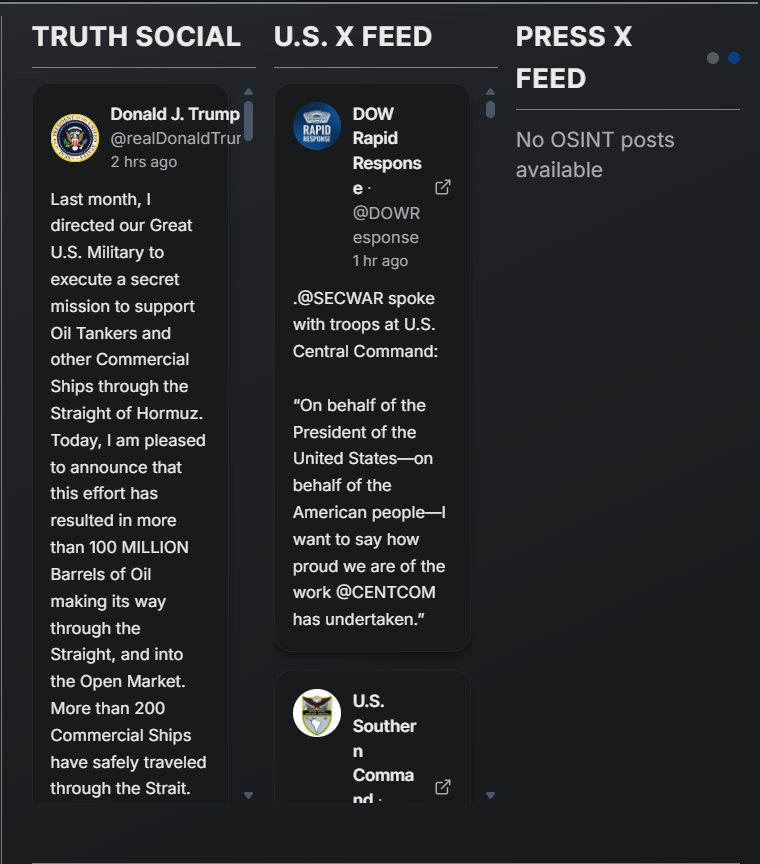 TRUTH SOCIAL
Donald J. Trump
@realDonaldTrur
2 hrs ago
Last month, I
directed our Great
U.S. Military to
execute a secret
mission to support
Oil Tankers and
other Commercial
Ships through the
Straight of Hormuz.
Today, I am pleased
to announce that
this effort has
resulted in more
than 100 MILLION
Barrels of Oil
making its way
through the
Straight, and into
the Open Market.
More than 200
Commercial Ships
have safely traveled
through the Strait.
U.S. X FEED
RAPID
RESPONSE
DOW
Rapid
Respons
e ·
@DOWR
esponse
1 hr ago
.@SECWAR spoke
with troops at U.S.
Central Command:
“On behalf of the
President of the
United States—on
behalf of the
American people—I
want to say how
proud we are of the
work @CENTCOM
has undertaken.”
U.S.
Souther
n
Comma
nd ·
PRESS X
FEED
No OSINT posts
available